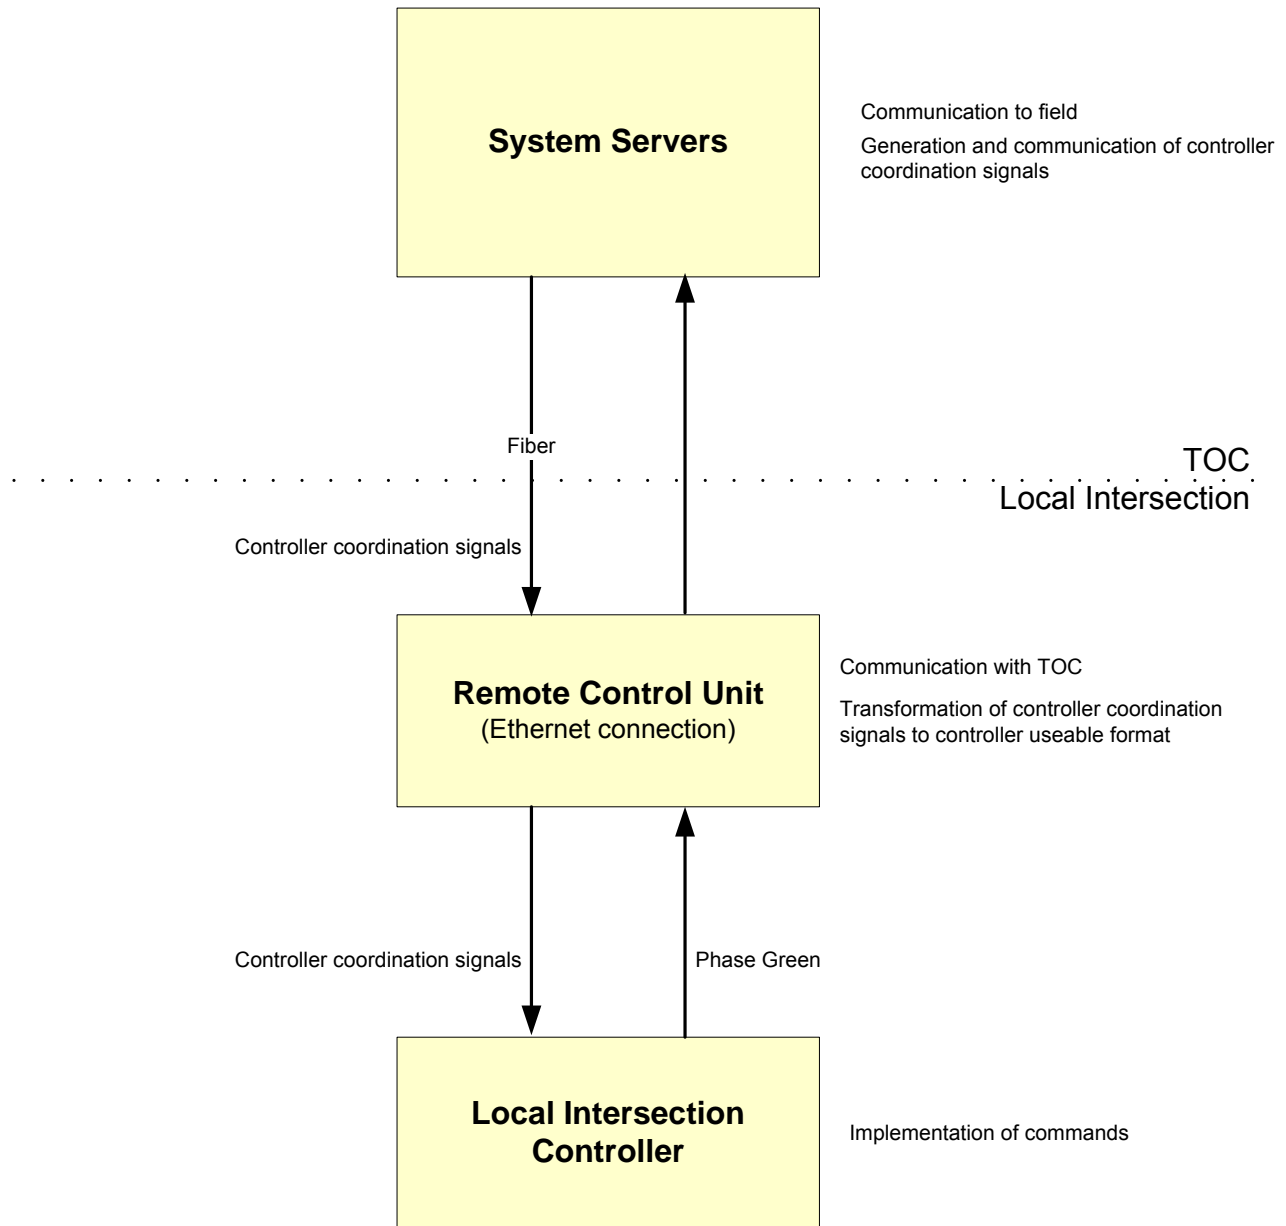 System Servers
Communication to field
Generation and communication of controller
coordination signals
Fiber
TOC
Local Intersection
Controller coordination signals
Remote Control Unit
(Ethernet connection)
Communication with TOC
Transformation of controller coordination
signals to controller useable format
Controller coordination signals
Phase Green
Local Intersection
Controller
Implementation of commands